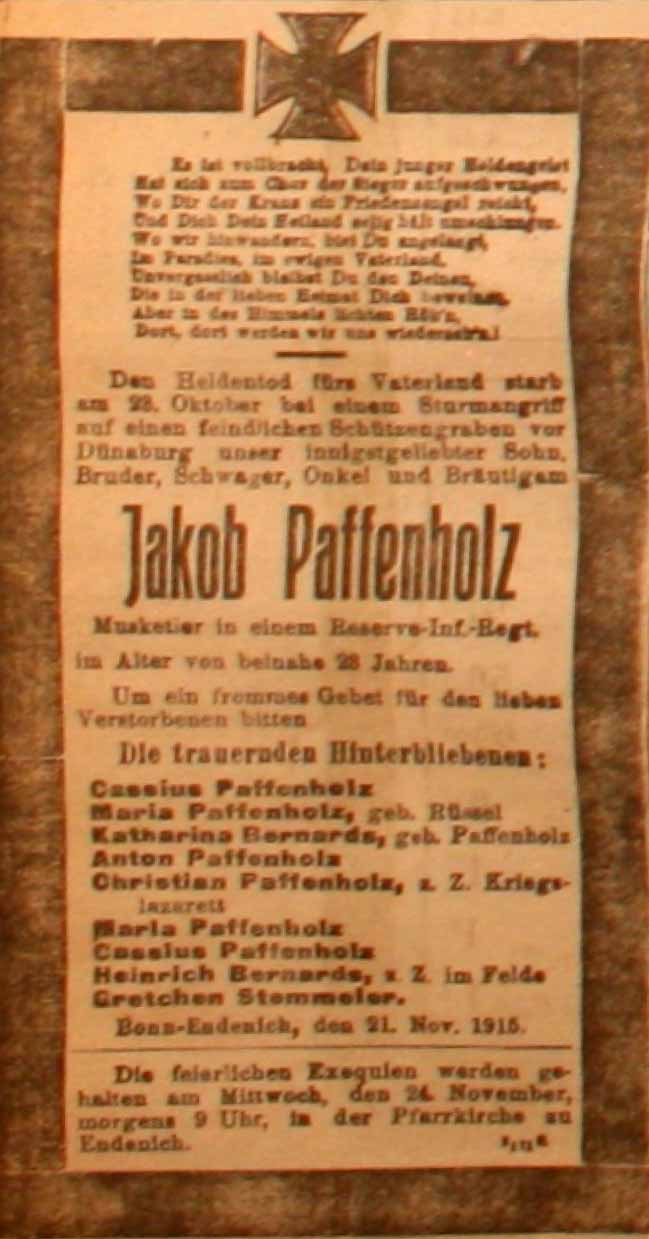 Es ist vollbracht, Dein junger Heldengeist
Hat sich zum Chor der Sieger aufgeschwungen,
Wo Dir der Kranz ein Friedensengel reicht,
Und Dich Dein Heiland selig hält umschlungen.
Wo wir hinwandern, bist Du angelangt,
Im Paradies, im ewigen Vaterland.
Unvergesslich bleibst Du den Deinen,
Die in der lieben Heimat Dich beweinen,
Aber in des Himmels lichten Höh'n,
Dort, dort werden wir uns wiederseh'n!
Den Heldentod fürs Vaterland starb
am 28. Oktober bei einem Sturmangriff
auf einen feindlichen Schützengraben vor
Dünaburg unser innigstgeliebter Sohn,
Bruder, Schwager, Onkel und Bräutigam
Jakob Paffenholz
Musketier in einem Reserve-Inf.-Regt.
im Alter von beinahe 28 Jahren.
Um ein frommes Gebet für den lieben
Verstorbenen bitten
Die trauernden Hinterbliebenen:
Cassius Paffenholz
Maria Paffenholz, geb. Rüssel
Katharina Bernards, geb. Paffenholz
Anton Paffenholz
Christian Paffenholz, z. Z. Kriegs-
lazarett
Maria Paffenholz
Cassius Paffenholz
Heinrich Bernards, z. Z. im Felde
Gretchen Stemmeler.
Bonn-Endenich, den 21. Nov. 1915.
Die feierlichen Exequien werden ge-
halten am Mittwoch, den 24. November,
morgens 9 Uhr, in der Pfarrkirche zu
Endenich.